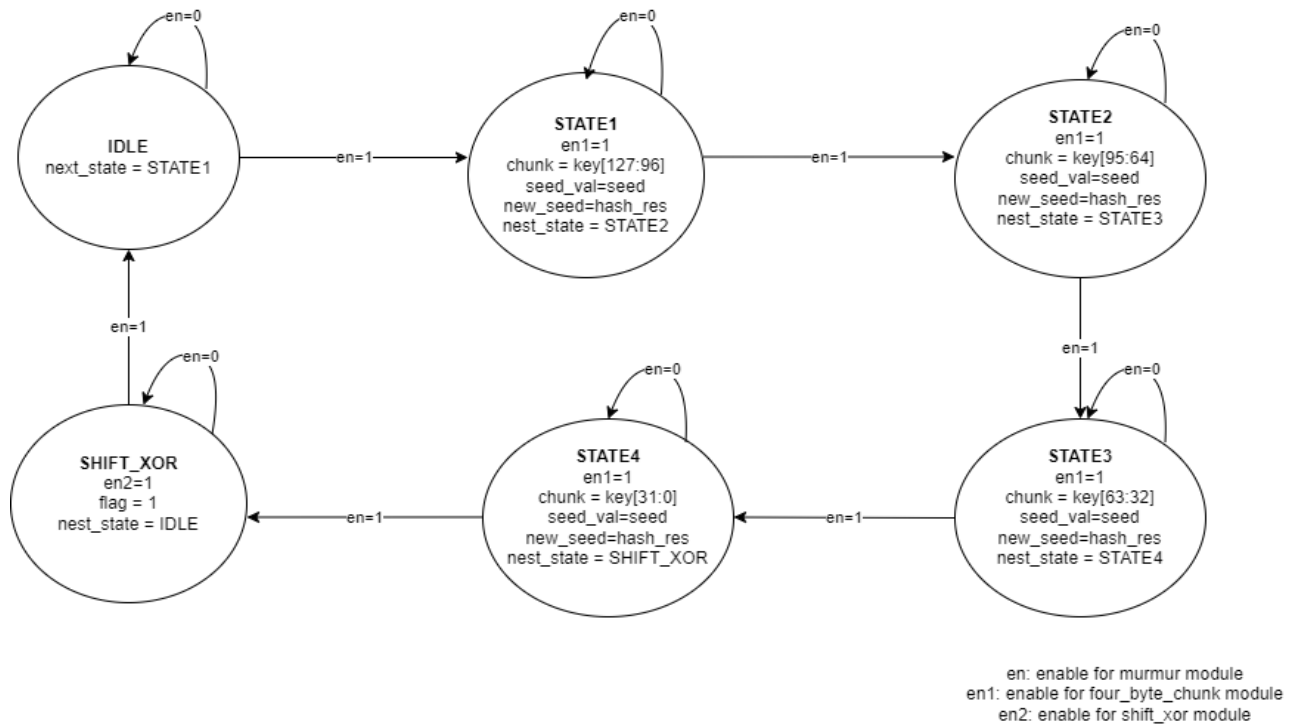 en=0
en=0
en=0
IDLE
next_state = STATE1
en=1
STATE1
en1=1
chunk = key[127:96]
seed_val=seed
new_seed=hash_res
nest_state = STATE2
en=1
STATE2
en1=1
chunk = key[95:64]
seed_val=seed
new_seed=hash_res
nest_state = STATE3
en=1
en=1
en=0
en=0
en=0
SHIFT_XOR
en2=1
flag = 1
nest_state = IDLE
en=1
STATE4
en1=1
chunk = key[31:0]
seed_val=seed
new_seed=hash_res
nest_state = SHIFT_XOR
en=1
STATE3
en1=1
chunk = key[63:32]
seed_val=seed
new_seed=hash_res
nest_state = STATE4
en: enable for murmur module
en1: enable for four_byte_chunk module
en2: enable for shift_xor module